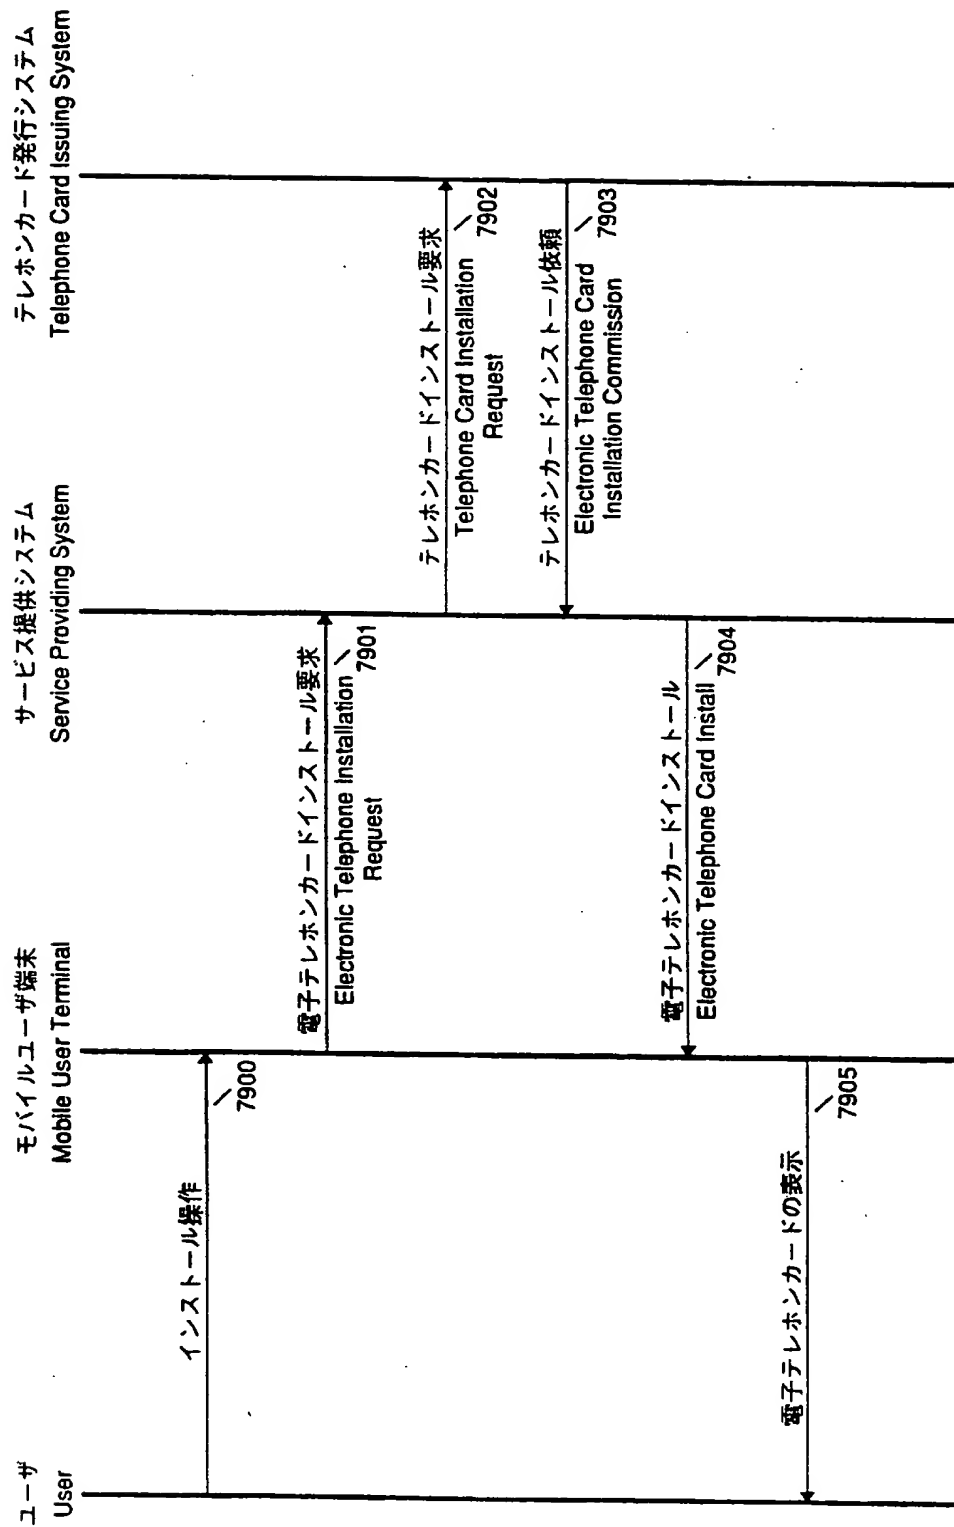 ユーザ
User
モバイルユーザ端末
Mobile User Terminal
サービス提供システム
Service Providing System
テレホンカード発行システム
Telephone Card Issuing System
インストール操作
7900
電子テレホンカードインストール要求
Electronic Telephone Installation
Request
7901
テレホンカードインストール要求
Telephone Card Installation
Request
7902
テレホンカードインストール依頼
Electronic Telephone Card
Installation Commission
7903
電子テレホンカードインストール
Electronic Telephone Card Install
7904
電子テレホンカードの表示
7905